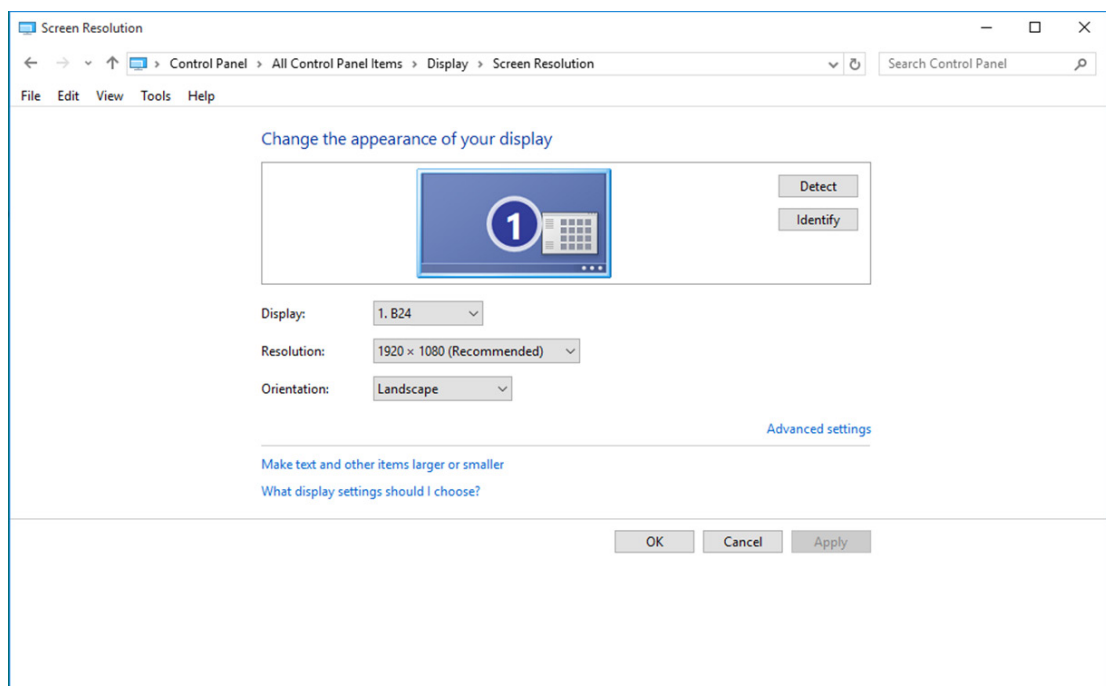 Screen Resolution
Control Panel > All Control Panel Items > Display > Screen Resolution
Search Control Panel
File Edit View Tools Help
Change the appearance of your display
1
Detect
Identify
Display: 1. B24
Resolution: 1920 × 1080 (Recommended)
Orientation: Landscape
Advanced settings
Make text and other items larger or smaller
What display settings should I choose?
OK Cancel Apply